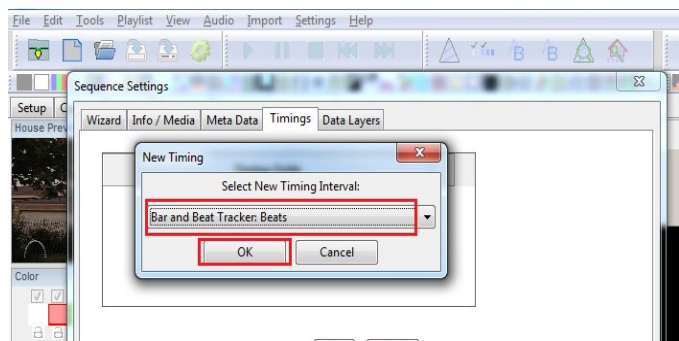 File Edit Tools Playlist View Audio Import Settings Help
Sequence Settings
Setup
House Prev
Wizard Info / Media Meta Data Timings Data Layers
New Timing
Select New Timing Interval:
Bar and Beat Tracker: Beats
OK Cancel
Color